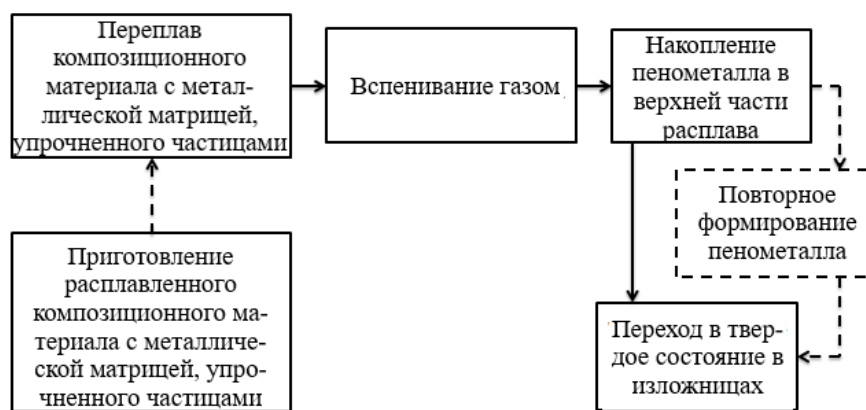 Переплав
композиционного
материала с метал-
лической матрицей,
упрочненного частицами
Вспенивание газом
Накопление
пенометалла в
верхней части
расплава
Повторное
формирование
пенометалла
Приготовление
расплавленного
композиционного ма-
териала с металличе-
ской матрицей, упро-
чненного частицами
Переход в твер-
дое состояние в
изложницах